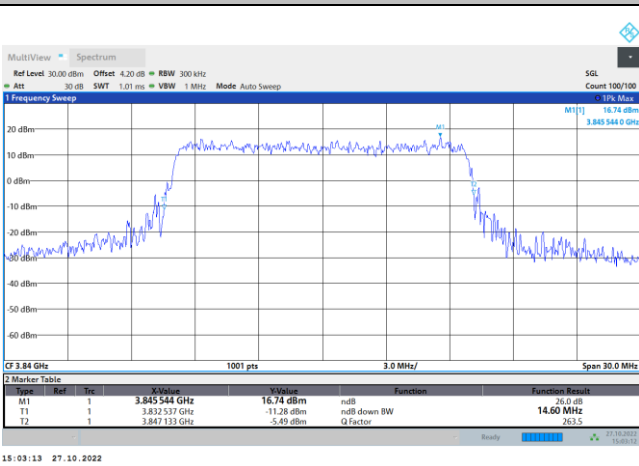 MultiView Spectrum
Ref Level 30.00 dBm Offset 4.20 dB RBW 300 kHz SGL
Att 30 dB SWT 1.01 ms VBW 1 MHz Mode Auto Sweep Count 100/100
1 Frequency Sweep 1Pk Max
M1[1] 16.74 dBm
3.845 544 0 GHz
M1
20 dBm
10 dBm
0 dBm
T1 T2
-10 dBm
-20 dBm
-30 dBm
-40 dBm
-50 dBm
-60 dBm
CF 3.84 GHz 1001 pts 3.0 MHz/ Span 30.0 MHz
2 Marker Table
Type Ref Trc X-Value Y-Value Function Function Result
M1 1 3.845 544 GHz 16.74 dBm ndB 26.0 dB
T1 1 3.832 537 GHz -11.28 dBm ndB down BW 14.60 MHz
T2 1 3.847 133 GHz -5.49 dBm Q Factor 263.5
Ready 27.10.2022
15:03:12
15:03:13 27.10.2022